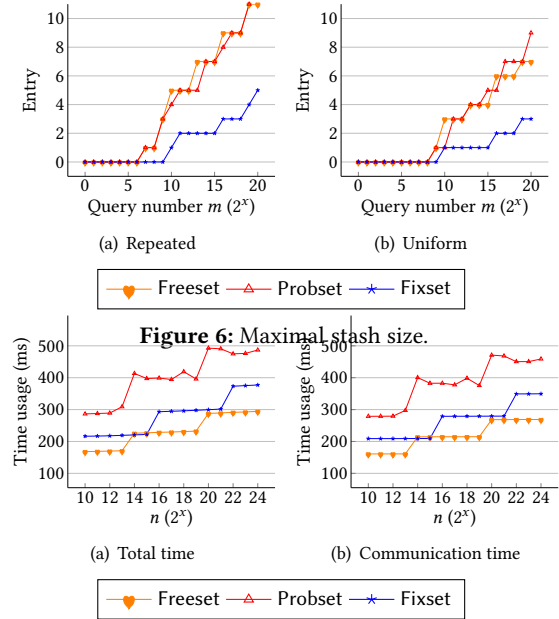 10
8
6
4
2
0
Entry
0 5 10 15 20
Query number m (2^x)
(a) Repeated
10
8
6
4
2
0
Entry
0 5 10 15 20
Query number m (2^x)
(b) Uniform
Freeset Probset Fixset
Figure 6: Maximal stash size.
500
400
300
200
100
Time usage (ms)
10 12 14 16 18 20 22 24
n (2^x)
(a) Total time
500
400
300
200
100
Time usage (ms)
10 12 14 16 18 20 22 24
n (2^x)
(b) Communication time
Freeset Probset Fixset